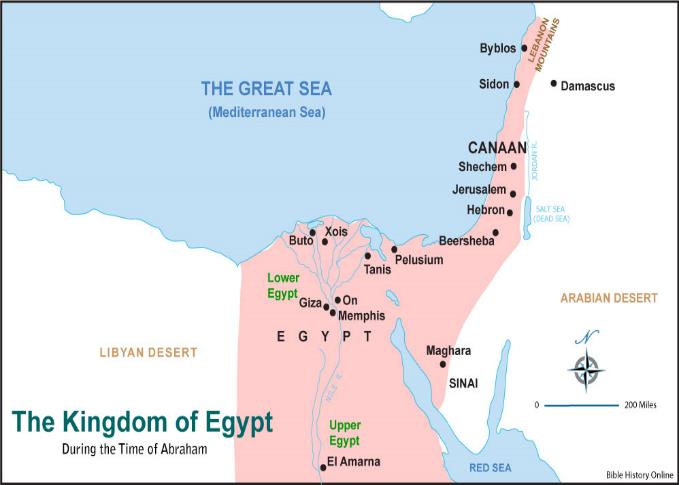 Byblos
LEBANON
MOUNTAINS
THE GREAT SEA
(Mediterranean Sea)
Sidon
Damascus
CANAAN
Shechem
JORDAN R.
Jerusalem
Hebron
SALT SEA
(DEAD SEA)
Beersheba
Buto
Xois
Pelusium
Tanis
Lower
Egypt
Giza
On
Memphis
EGYPT
ARABIAN DESERT
N
LIBYAN DESERT
Maghara
SINAI
NILE R.
0
200 Miles
The Kingdom of Egypt
During the Time of Abraham
Upper
Egypt
El Amarna
RED SEA
Bible History Online